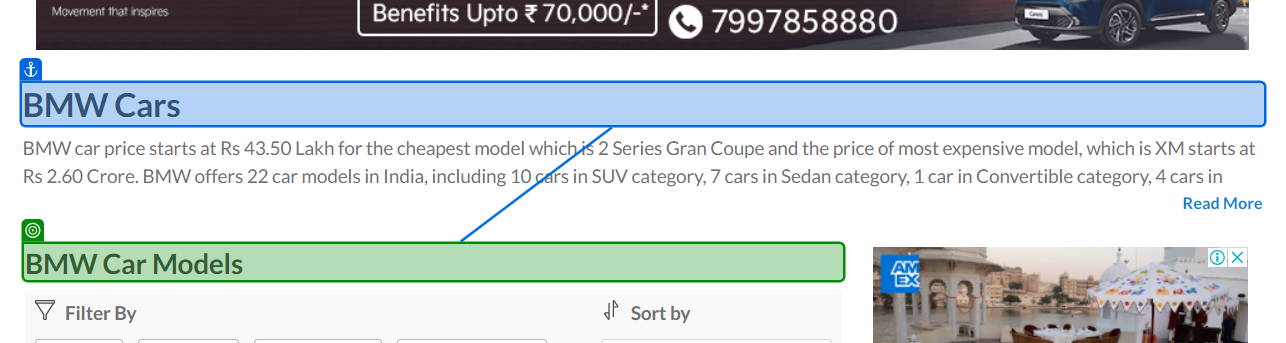 Movement that inspires
Benefits Upto ₹ 70,000/-*
7997858880
Carens
BMW Cars
BMW car price starts at Rs 43.50 Lakh for the cheapest model which is 2 Series Gran Coupe and the price of most expensive model, which is XM starts at
Rs 2.60 Crore. BMW offers 22 car models in India, including 10 cars in SUV category, 7 cars in Sedan category, 1 car in Convertible category, 4 cars in
Read More
BMW Car Models
AM
EX
Filter By
Sort by